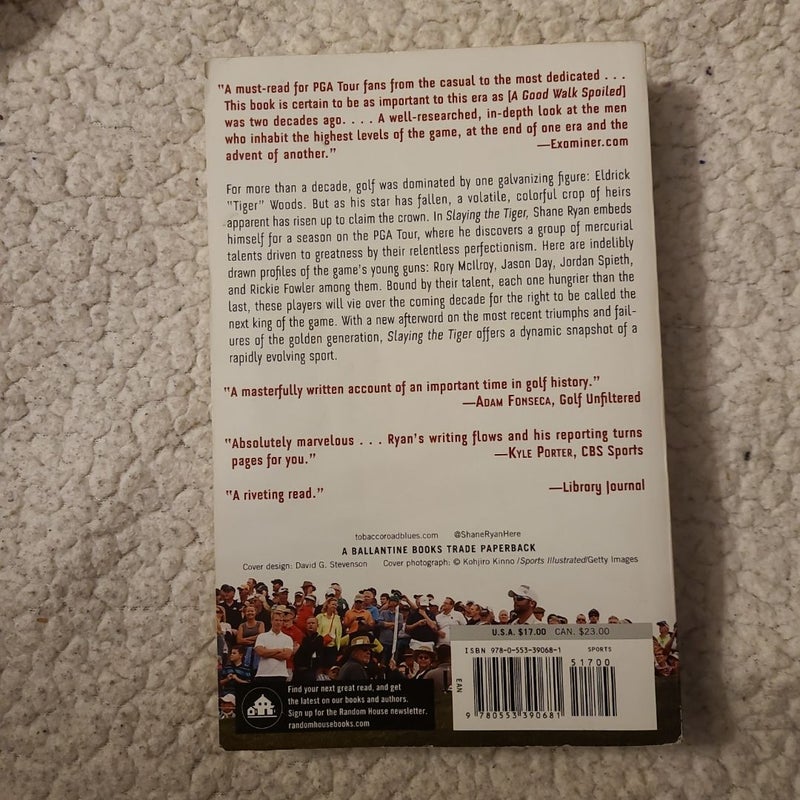 "A must-read for PGA Tour fans from the casual to the most dedicated . . .
This book is certain to be as important to this era as [A Good Walk Spoiled]
was two decades ago. . . . A well-researched, in-depth look at the men
who inhabit the highest levels of the game, at the end of one era and the
advent of another."
—Examiner.com
For more than a decade, golf was dominated by one galvanizing figure: Eldrick
"Tiger" Woods. But as his star has fallen, a volatile, colorful crop of heirs
apparent has risen up to claim the crown. In Slaying the Tiger, Shane Ryan embeds
himself for a season on the PGA Tour, where he discovers a group of mercurial
talents driven to greatness by their relentless perfectionism. Here are indelibly
drawn profiles of the game's young guns: Rory McIlroy, Jason Day, Jordan Spieth,
and Rickie Fowler among them. Bound by their talent, each one hungrier than the
last, these players will vie over the coming decade for the right to be called the
next king of the game. With a new afterword on the most recent triumphs and fail-
ures of the golden generation, Slaying the Tiger offers a dynamic snapshot of a
rapidly evolving sport.
"A masterfully written account of an important time in golf history."
—Adam Fonseca, Golf Unfiltered
"Absolutely marvelous . . . Ryan's writing flows and his reporting turns
pages for you."
—Kyle Porter, CBS Sports
"A riveting read."
—Library Journal
tobaccoroadblues.com @ShaneRyanHere
A BALLANTINE BOOKS TRADE PAPERBACK
Cover design: David G. Stevenson Cover photograph: © Kohjiro Kinno /Sports Illustrated/Getty Images
U.S.A. $17.00 CAN. $23.00
ISBN 978-0-553-39068-1 SPORTS
51700
EAN
9 780553 390681
Find your next great read, and get
the latest on our books and authors.
Sign up for the Random House newsletter.
randomhousebooks.com